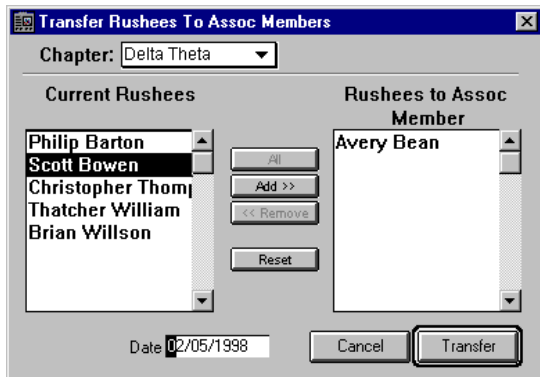 Transfer Rushees To Assoc Members
Chapter: Delta Theta
Current Rushees
Philip Barton
Scott Bowen
Christopher Thomp
Thatcher William
Brian Willson
All
Add >>
<< Remove
Reset
Rushees to Assoc
Member
Avery Bean
Date 02/05/1998
Cancel
Transfer